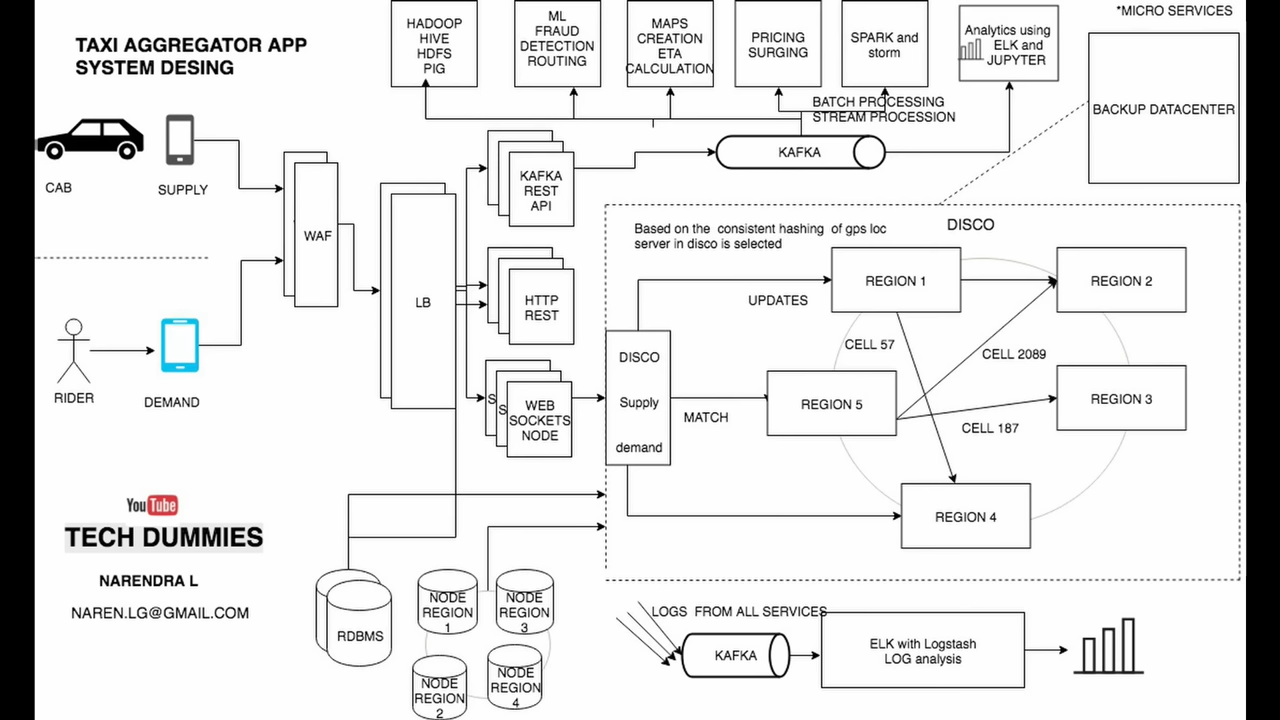 TAXI AGGREGATOR APP
SYSTEM DESING
HADOOP
HIVE
HDFS
PIG
ML
FRAUD
DETECTION
ROUTING
MAPS
CREATION
ETA
CALCULATION
PRICING
SURGING
SPARK and
storm
Analytics using
ELK and
JUPYTER
*MICRO SERVICES
BACKUP DATACENTER
BATCH PROCESSING
STREAM PROCESSION
KAFKA
CAB
SUPPLY
WAF
LB
KAFKA
REST
API
HTTP
REST
S
S
WEB
SOCKETS
NODE
RIDER
DEMAND
Based on the consistent hashing of gps loc
server in disco is selected
DISCO
DISCO
Supply
demand
UPDATES
MATCH
REGION 1
REGION 2
CELL 57
CELL 2089
REGION 5
REGION 3
CELL 187
REGION 4
YouTube
TECH DUMMIES
NARENDRA L
NAREN.LG@GMAIL.COM
RDBMS
NODE
REGION
1
NODE
REGION
3
NODE
REGION
2
NODE
REGION
4
LOGS FROM ALL SERVICES
KAFKA
ELK with Logstash
LOG analysis